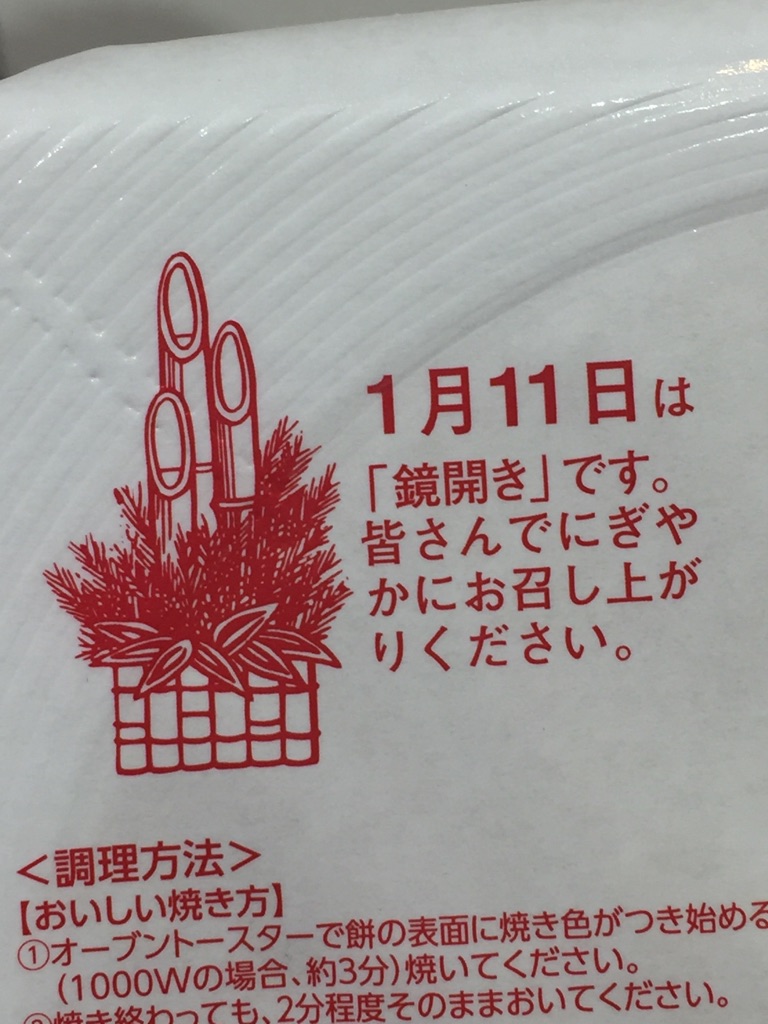 1月11日は
「鏡開き」です。
皆さんでにぎや
かにお召し上が
りください。
＜調理方法＞
【おいしい焼き方】
①オーブントースターで餅の表面に焼き色がつき始める
(1000Wの場合、約3分)焼いてください。
②焼き終わっても、2分程度そのままおいてください。